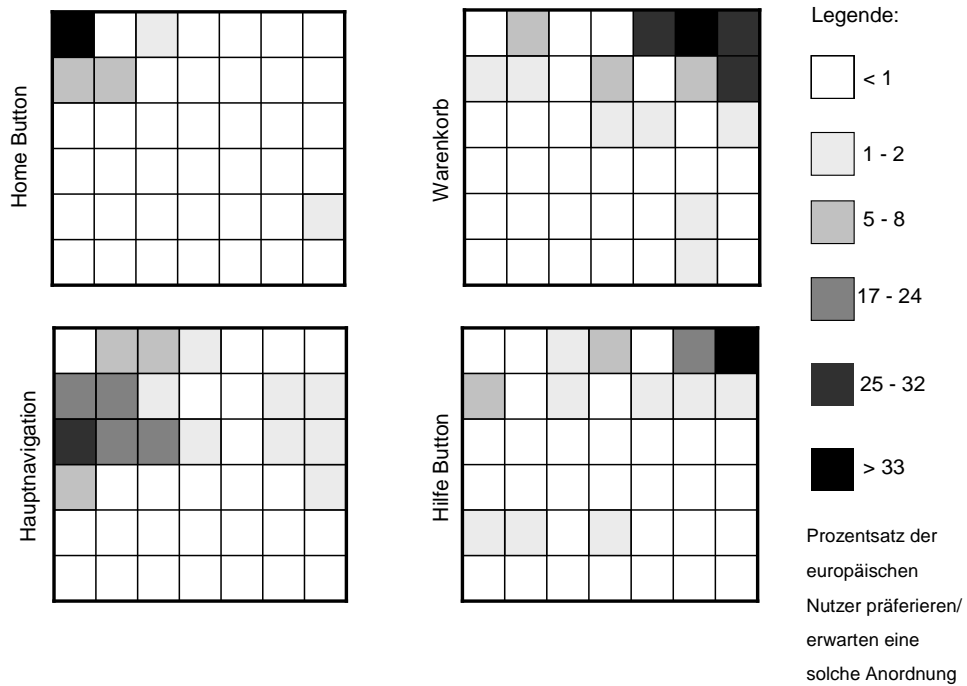 Home Button
Warenkorb
Hauptnavigation
Hilfe Button
Legende:
< 1
1 - 2
5 - 8
17 - 24
25 - 32
> 33
Prozentsatz der
europäischen
Nutzer präferieren/
erwarten eine
solche Anordnung